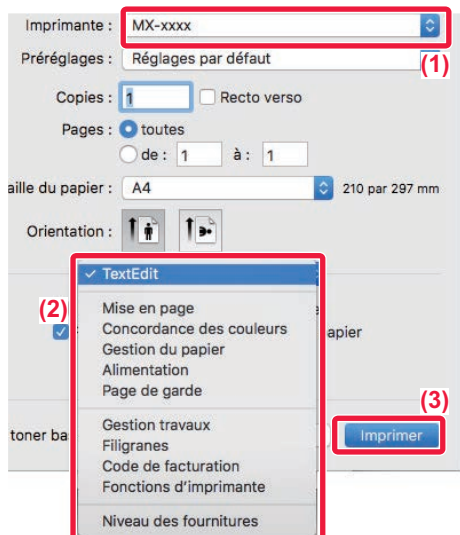 Imprimante : MX-xxxx
Préréglages : Réglages par défaut
(1)
Copies : 1 Recto verso
Pages : toutes
de : 1 à : 1
aille du papier : A4 210 par 297 mm
Orientation :
TextEdit
(2)
Mise en page
Concordance des couleurs
apier
Gestion du papier
Alimentation
Page de garde
(3)
Gestion travaux
toner ba
Imprimer
Filigranes
Code de facturation
Fonctions d'imprimante
Niveau des fournitures